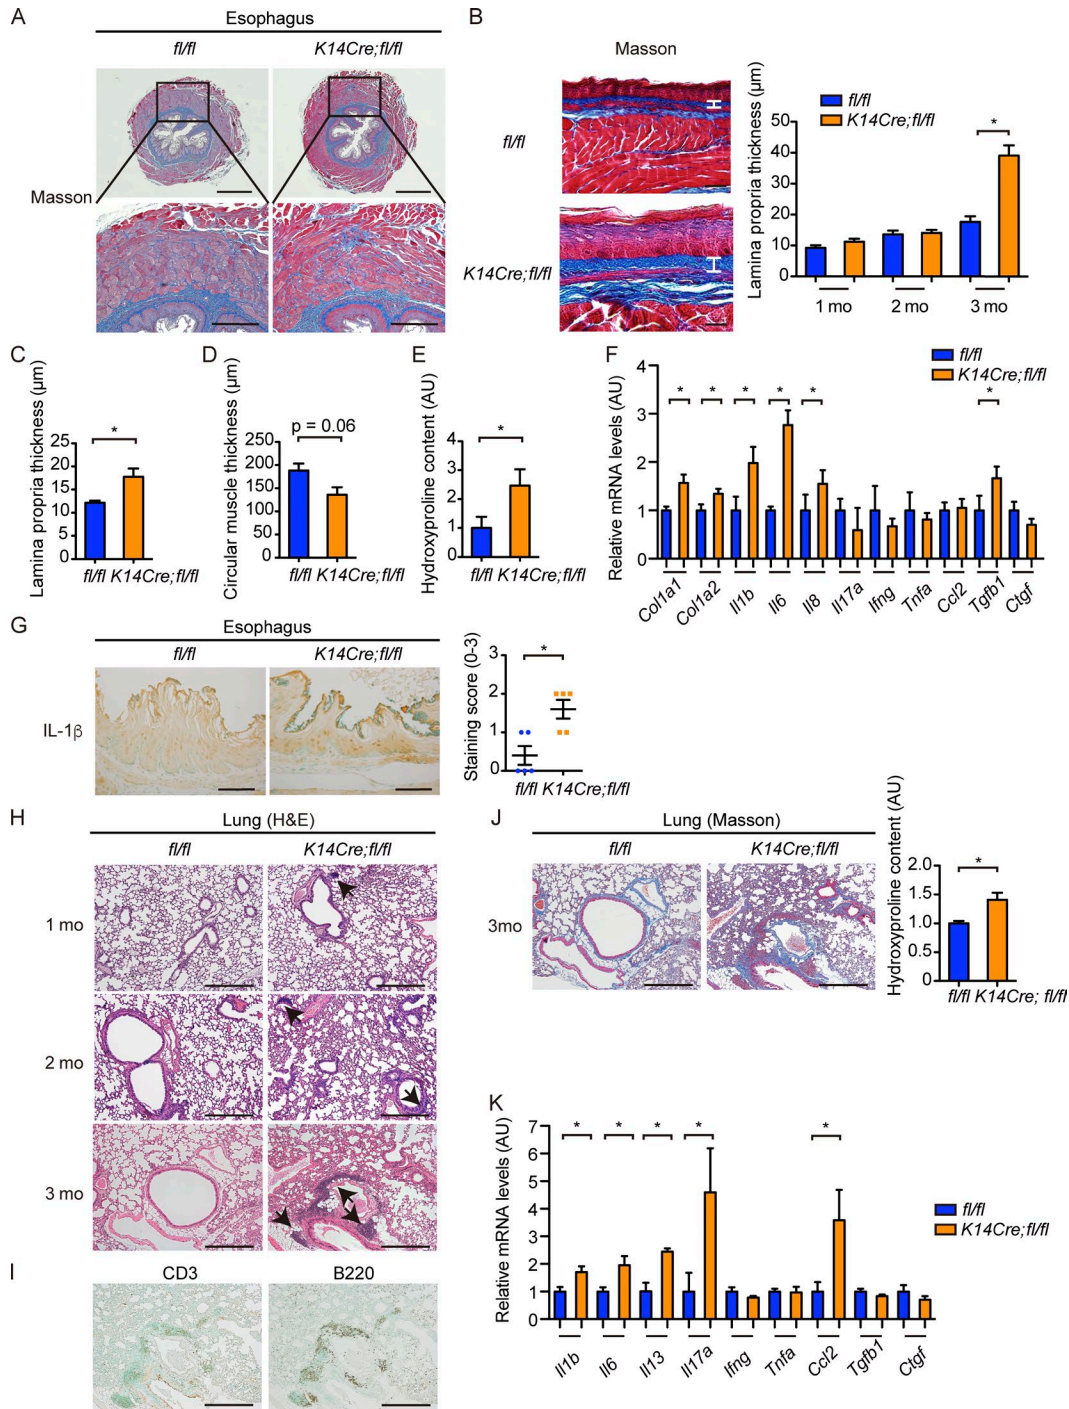 A
Esophagus
fl/fl
K14Cre;fl/fl
Masson
B
Masson
fl/fl
K14Cre;fl/fl
Lamina propria thickness (µm)
50
40
30
20
10
0
fl/fl
K14Cre;fl/fl
*
1 mo
2 mo
3 mo
C
Lamina propria thickness (µm)
25
20
15
10
5
0
*
fl/fl K14Cre;fl/fl
D
Circular muscle thickness (µm)
250
200
150
100
50
0
p = 0.06
fl/fl K14Cre;fl/fl
E
Hydroxyproline content (AU)
4
3
2
1
0
*
fl/fl K14Cre;fl/fl
F
Relative mRNA levels (AU)
4
3
2
1
0
fl/fl
K14Cre;fl/fl
* * * * * *
Col1a1 Col1a2 Il1b Il6 Il8 Il17a Ifng Tnfa Ccl2 Tgfb1 Ctgf
G
Esophagus
fl/fl
K14Cre;fl/fl
IL-1β
Staining score (0-3)
3
2
1
0
*
fl/fl K14Cre;fl/fl
H
Lung (H&E)
fl/fl
K14Cre;fl/fl
1 mo
2 mo
3 mo
I
CD3
B220
J
Lung (Masson)
fl/fl
K14Cre;fl/fl
3mo
Hydroxyproline content (AU)
2.0
1.5
1.0
0.5
0.0
*
fl/fl K14Cre; fl/fl
K
Relative mRNA levels (AU)
7
6
5
4
3
2
1
0
* * * * *
fl/fl
K14Cre;fl/fl
Il1b Il6 Il13 Il17a Ifng Tnfa Ccl2 Tgfb1 Ctgf